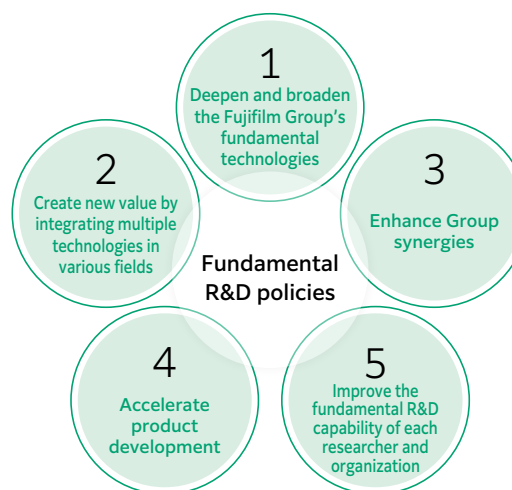 1
Deepen and broaden
the Fujifilm Group's
fundamental
technologies
2
Create new value by
integrating multiple
technologies in
various fields
3
Enhance Group
synergies
Fundamental
R&D policies
4
Accelerate
product
development
5
Improve the
fundamental R&D
capability of each
researcher and
organization